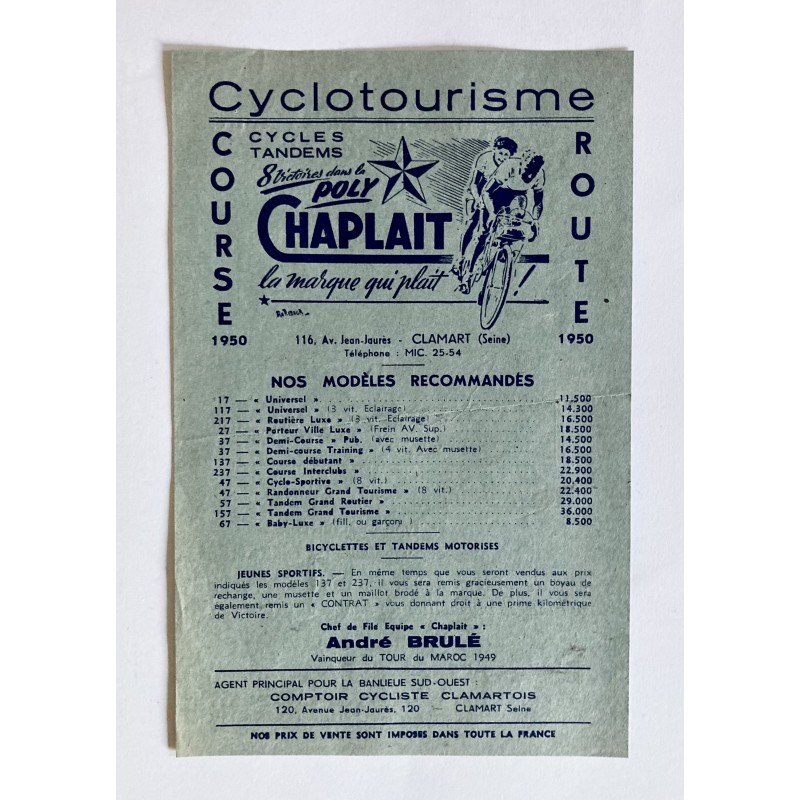 Cyclotourisme
COURSE
1950
CYCLES
TANDEMS
8 Victoires dans la
POLY
CHAPLAIT
la marque qui plait !
ROUTE
1950
116, Av. Jean-Jaurès - CLAMART (Seine)
Téléphone : MIC. 25-54
NOS MODÈLES RECOMMANDÉS
17 — « Universel » 11.500
117 — « Universel » (3 vit. Eclairage) 14.300
217 — « Routière Luxe » (3 vit. Eclairage) 16.500
27 — « Porteur Ville Luxe » (Frein AV. Sup.) 18.500
37 — « Demi-Course » Pub. (avec musette) 14.500
37 — « Demi-course Training » (4 vit. Avec musette) 16.500
137 — « Course débutant » 18.500
237 — « Course Interclubs » 22.900
47 — « Cyclo-Sportive » (8 vit.) 20,400
47 — « Randonneur Grand Tourisme » (8 vit.) 22.400
57 — « Tandem Grand Routier » 29.000
157 — « Tandem Grand Tourisme » 36.000
67 — « Baby-Luxe » (fill. ou garçon) 8.500
BICYCLETTES ET TANDEMS MOTORISES
JEUNES SPORTIFS. — En même temps que vous seront vendus aux prix
indiqués les modèles 137 et 237, il vous sera remis gracieusement un boyau de
rechange, une musette et un maillot brodé à la marque. De plus, il vous sera
également remis un « CONTRAT » vous donnant droit à une prime kilométrique
de Victoire.
Chef de File Equipe « Chaplait » :
André BRULÉ
Vainqueur du TOUR du MAROC 1949
AGENT PRINCIPAL POUR LA BANLIEUE SUD-OUEST :
COMPTOIR CYCLISTE CLAMARTOIS
120, Avenue Jean-Jaurés, 120 — CLAMART Seine
NOS PRIX DE VENTE SONT IMPOSES DANS TOUTE LA FRANCE